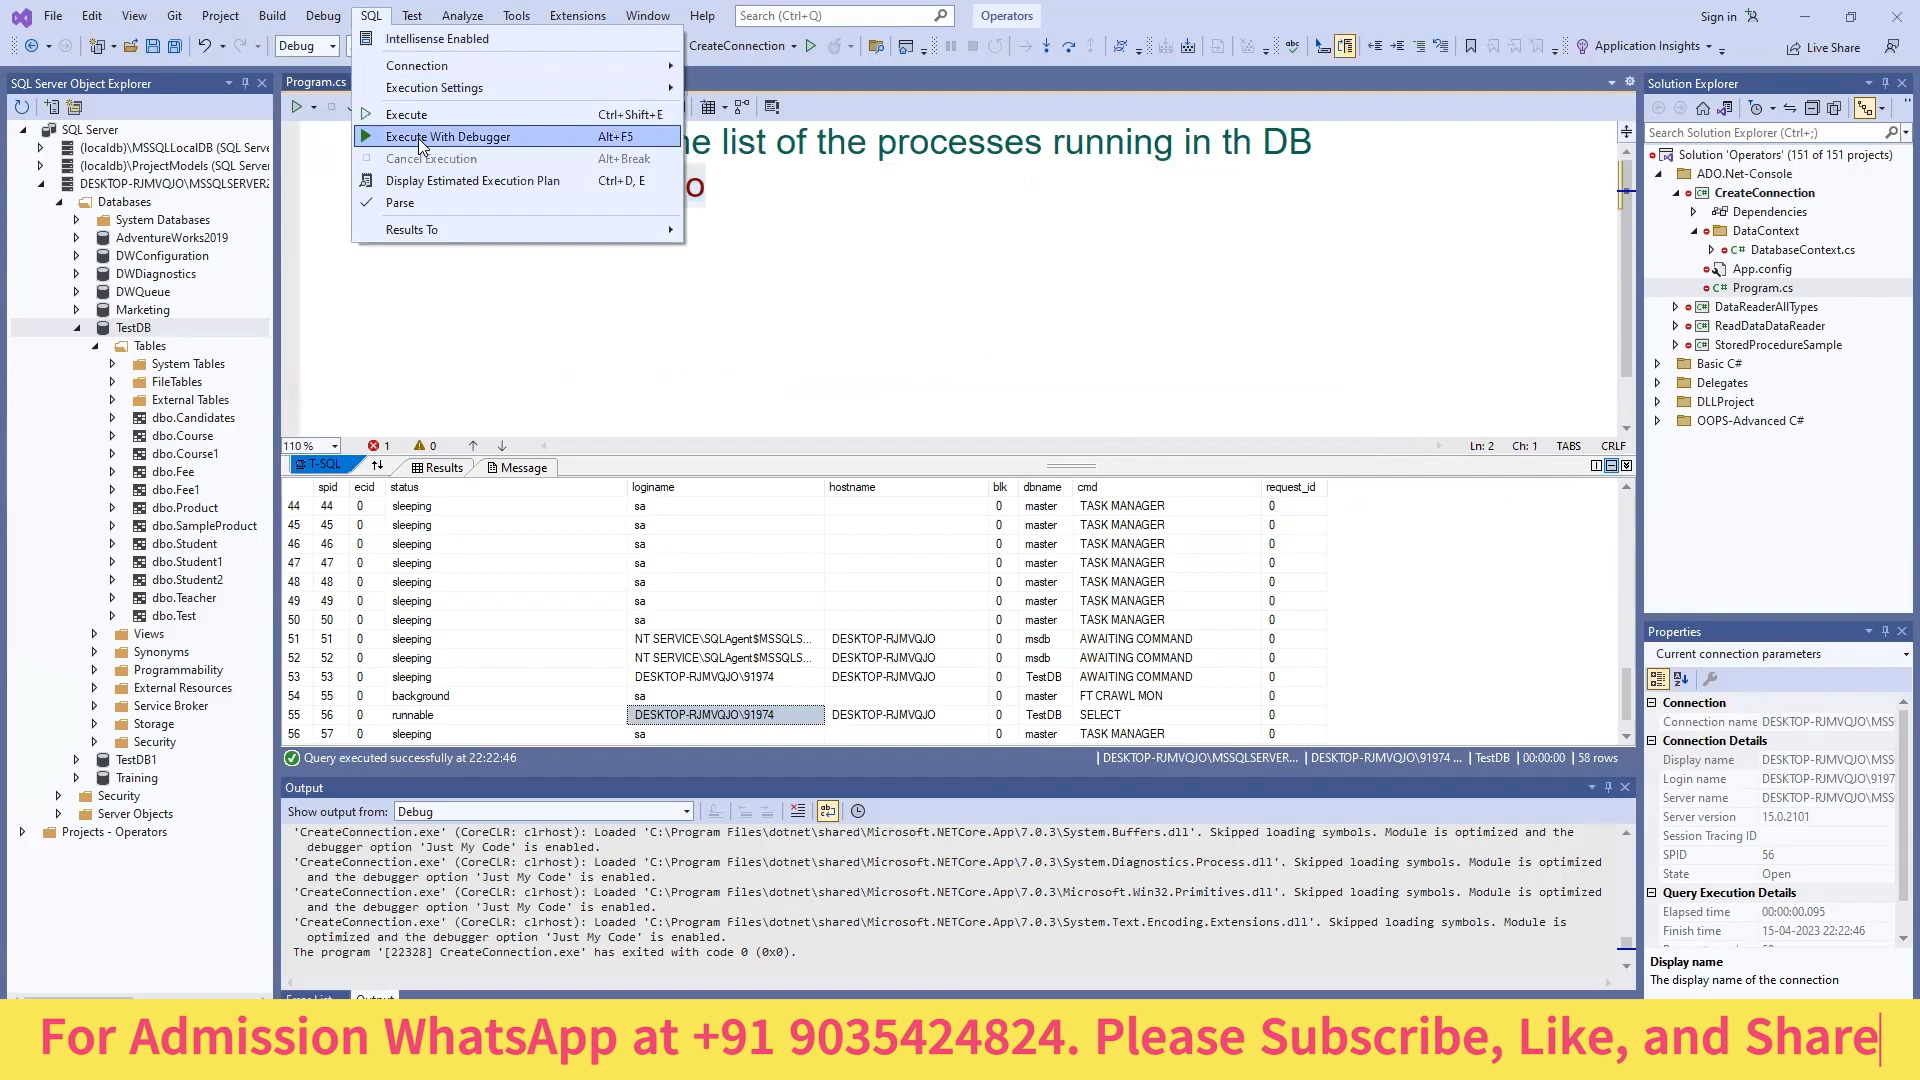 File Edit View Git Project Build Debug SQL Test Analyze Tools Extensions Window Help Search (Ctrl+Q) Operators Sign in
Debug CreateConnection Application Insights Live Share
SQL Server Object Explorer
SQL Server
(localdb)\MSSQLLocalDB (SQL Serve
(localdb)\ProjectModels (SQL Server
DESKTOP-RJMVQJO\MSSQLSERVER2
Databases
System Databases
AdventureWorks2019
DWConfiguration
DWDiagnostics
DWQueue
Marketing
TestDB
Tables
System Tables
FileTables
External Tables
dbo.Candidates
dbo.Course
dbo.Course1
dbo.Fee
dbo.Fee1
dbo.Product
dbo.SampleProduct
dbo.Student
dbo.Student1
dbo.Student2
dbo.Teacher
dbo.Test
Views
Synonyms
Programmability
External Resources
Service Broker
Storage
Security
TestDB1
Training
Security
Server Objects
Projects - Operators
Intellisense Enabled
Connection
Execution Settings
Execute Ctrl+Shift+E
Execute With Debugger Alt+F5
Cancel Execution Alt+Break
Display Estimated Execution Plan Ctrl+D, E
Parse
Results To
Program.cs
he list of the processes running in th DB
o
110 % 1 0 Ln: 2 Ch: 1 TABS CRLF
T-SQL Results Message
spid ecid status loginame hostname blk dbname cmd request_id
44 44 0 sleeping sa 0 master TASK MANAGER 0
45 45 0 sleeping sa 0 master TASK MANAGER 0
46 46 0 sleeping sa 0 master TASK MANAGER 0
47 47 0 sleeping sa 0 master TASK MANAGER 0
48 48 0 sleeping sa 0 master TASK MANAGER 0
49 49 0 sleeping sa 0 master TASK MANAGER 0
50 50 0 sleeping sa 0 master TASK MANAGER 0
51 51 0 sleeping NT SERVICE\SQLAgent$MSSQLS... DESKTOP-RJMVQJO 0 msdb AWAITING COMMAND 0
52 52 0 sleeping NT SERVICE\SQLAgent$MSSQLS... DESKTOP-RJMVQJO 0 msdb AWAITING COMMAND 0
53 53 0 sleeping DESKTOP-RJMVQJO\91974 DESKTOP-RJMVQJO 0 TestDB AWAITING COMMAND 0
54 55 0 background sa 0 master FT CRAWL MON 0
55 56 0 runnable DESKTOP-RJMVQJO\91974 DESKTOP-RJMVQJO 0 TestDB SELECT 0
56 57 0 sleeping sa 0 master TASK MANAGER 0
Query executed successfully at 22:22:46 | DESKTOP-RJMVQJO\MSSQLSERVER... | DESKTOP-RJMVQJO\91974 ... | TestDB | 00:00:00 | 58 rows
Output
Show output from: Debug
'CreateConnection.exe' (CoreCLR: clrhost): Loaded 'C:\Program Files\dotnet\shared\Microsoft.NETCore.App\7.0.3\System.Buffers.dll'. Skipped loading symbols. Module is optimized and the
debugger option 'Just My Code' is enabled.
'CreateConnection.exe' (CoreCLR: clrhost): Loaded 'C:\Program Files\dotnet\shared\Microsoft.NETCore.App\7.0.3\System.Diagnostics.Process.dll'. Skipped loading symbols. Module is optimized
and the debugger option 'Just My Code' is enabled.
'CreateConnection.exe' (CoreCLR: clrhost): Loaded 'C:\Program Files\dotnet\shared\Microsoft.NETCore.App\7.0.3\Microsoft.Win32.Primitives.dll'. Skipped loading symbols. Module is optimized
and the debugger option 'Just My Code' is enabled.
'CreateConnection.exe' (CoreCLR: clrhost): Loaded 'C:\Program Files\dotnet\shared\Microsoft.NETCore.App\7.0.3\System.Text.Encoding.Extensions.dll'. Skipped loading symbols. Module is
optimized and the debugger option 'Just My Code' is enabled.
The program '[22328] CreateConnection.exe' has exited with code 0 (0x0).
Error List Output
Solution Explorer
Search Solution Explorer (Ctrl+;)
Solution 'Operators' (151 of 151 projects)
ADO.Net-Console
CreateConnection
Dependencies
DataContext
DatabaseContext.cs
App.config
Program.cs
DataReaderAllTypes
ReadDataDataReader
StoredProcedureSample
Basic C#
Delegates
DLLProject
OOPS-Advanced C#
Properties
Current connection parameters
Connection
Connection name DESKTOP-RJMVQJO\MSS
Connection Details
Display name DESKTOP-RJMVQJO\MSS
Login name DESKTOP-RJMVQJO\9197
Server name DESKTOP-RJMVQJO\MSS
Server version 15.0.2101
Session Tracing ID
SPID 56
State Open
Query Execution Details
Elapsed time 00:00:00.095
Finish time 15-04-2023 22:22:46
Display name
The display name of the connection
For Admission WhatsApp at +91 9035424824. Please Subscribe, Like, and Share